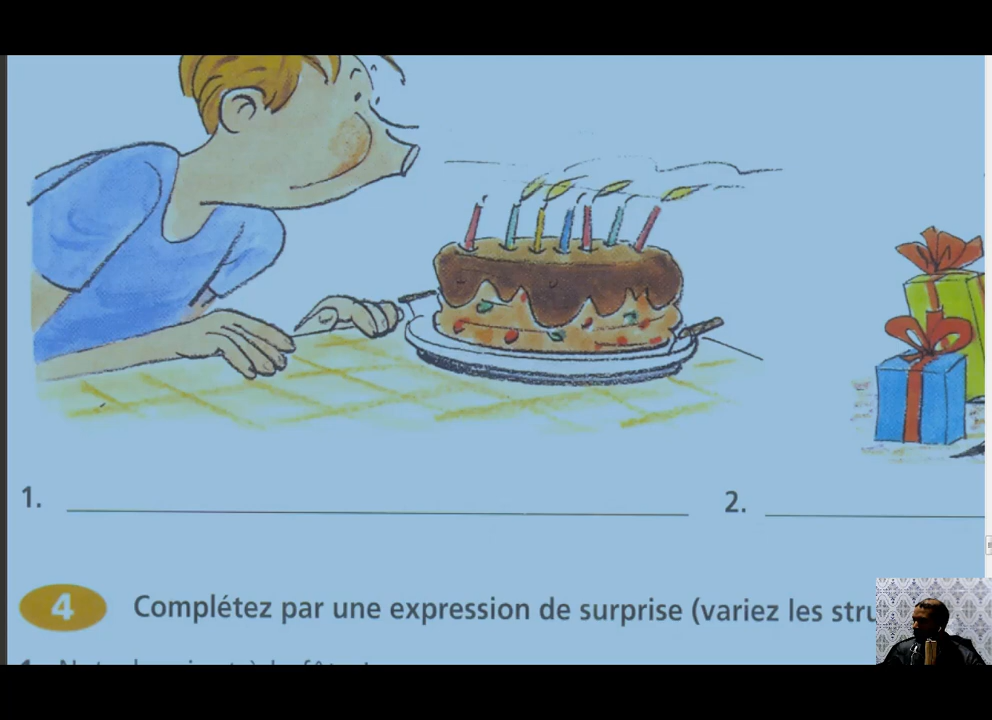 1.
2.
4
Complétez par une expression de surprise (variez les stru